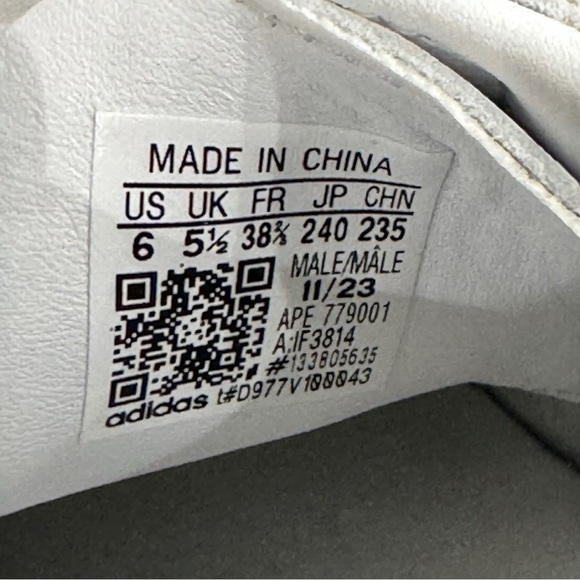 MADE IN CHINA
US UK FR JP CHN
6 5½ 38⅔ 240 235
MALE/MÂLE
11/23
APE 779001
A:IF3814
#133805635
adidas t#D977V100043